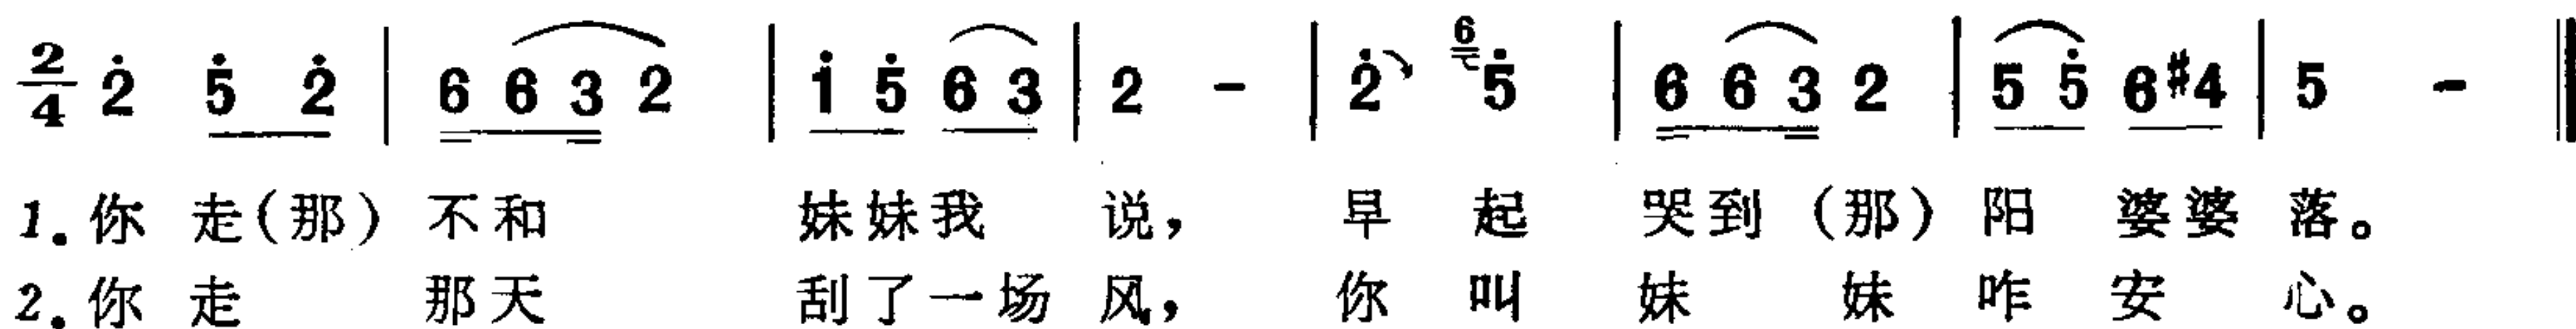 2/4 2̇ 5̇ 2̇ | 6 6 3 2 | 1̇ 5̇ 6 3 | 2 - | 2̇ 6 5̇ | 6 6 3 2 | 5 5̇ 6 #4 | 5 - ‖
1.你 走(那) 不和 妹妹我 说, 早 起 哭到 (那) 阳 婆婆 落。
2.你 走 那天 刮了一场 风, 你 叫 妹 妹 咋 安 心。